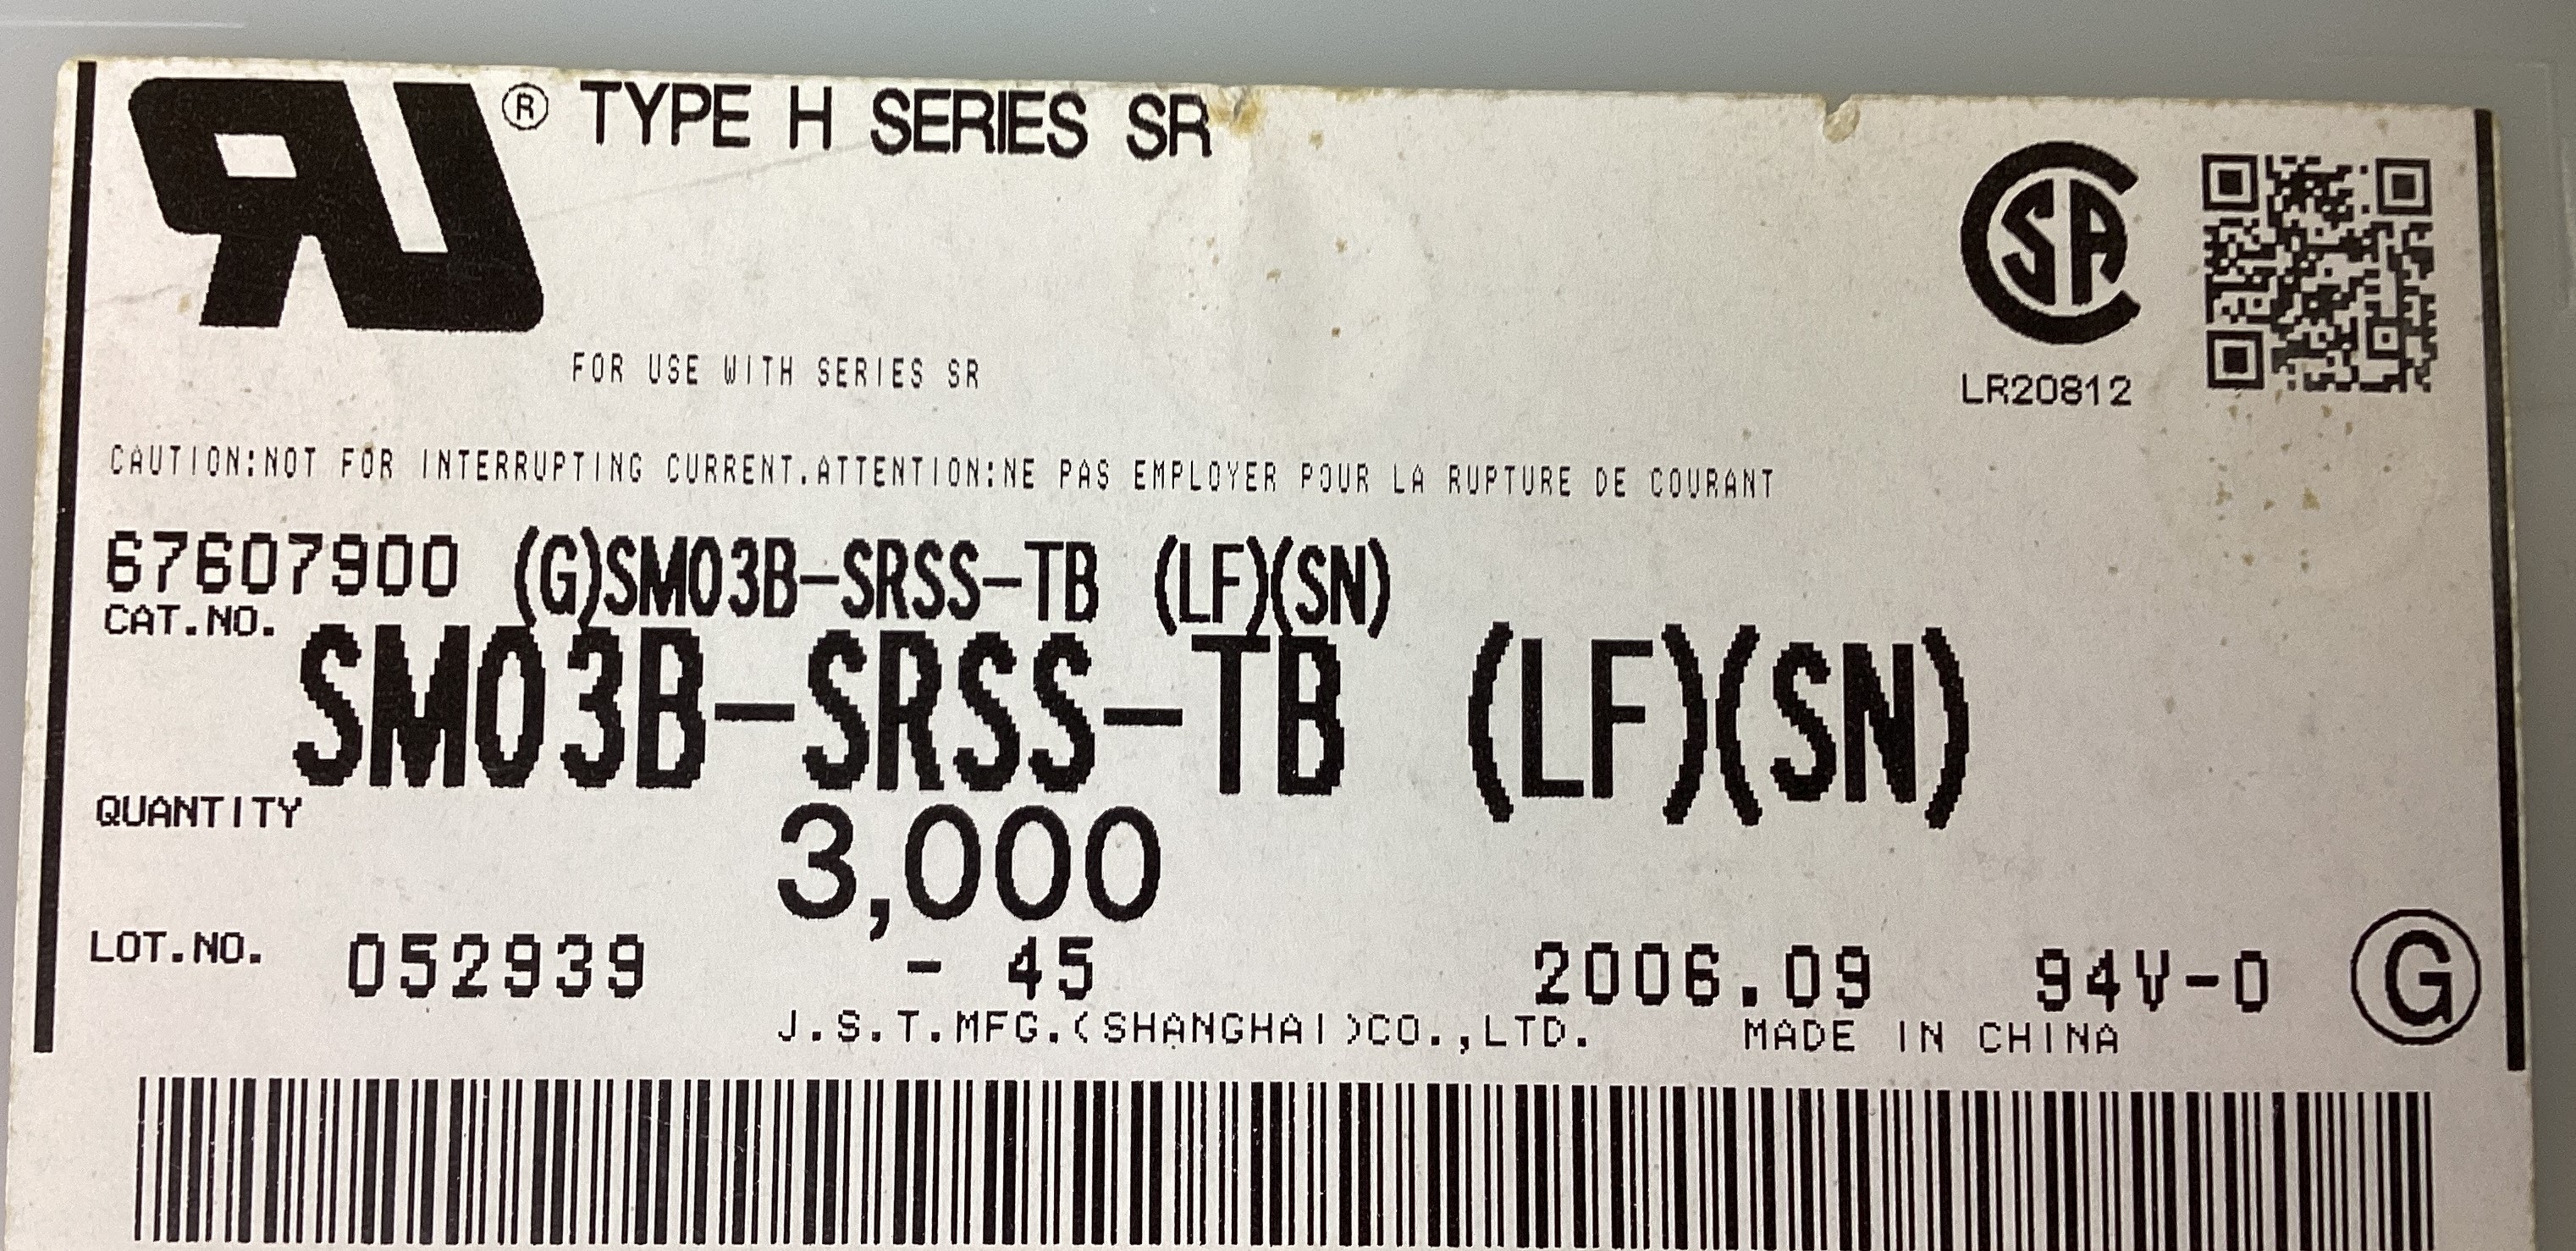 RU® TYPE H SERIES SR
CSA
FOR USE WITH SERIES SR
LR20812
CAUTION:NOT FOR INTERRUPTING CURRENT.ATTENTION:NE PAS EMPLOYER POUR LA RUPTURE DE COURANT
67607900 (G)SM03B-SRSS-TB (LF)(SN)
CAT.NO.
SM03B-SRSS-TB (LF)(SN)
QUANTITY
3,000
LOT.NO. 052939 - 45 2006.09 94V-0 G
J.S.T.MFG.(SHANGHAI)CO.,LTD. MADE IN CHINA